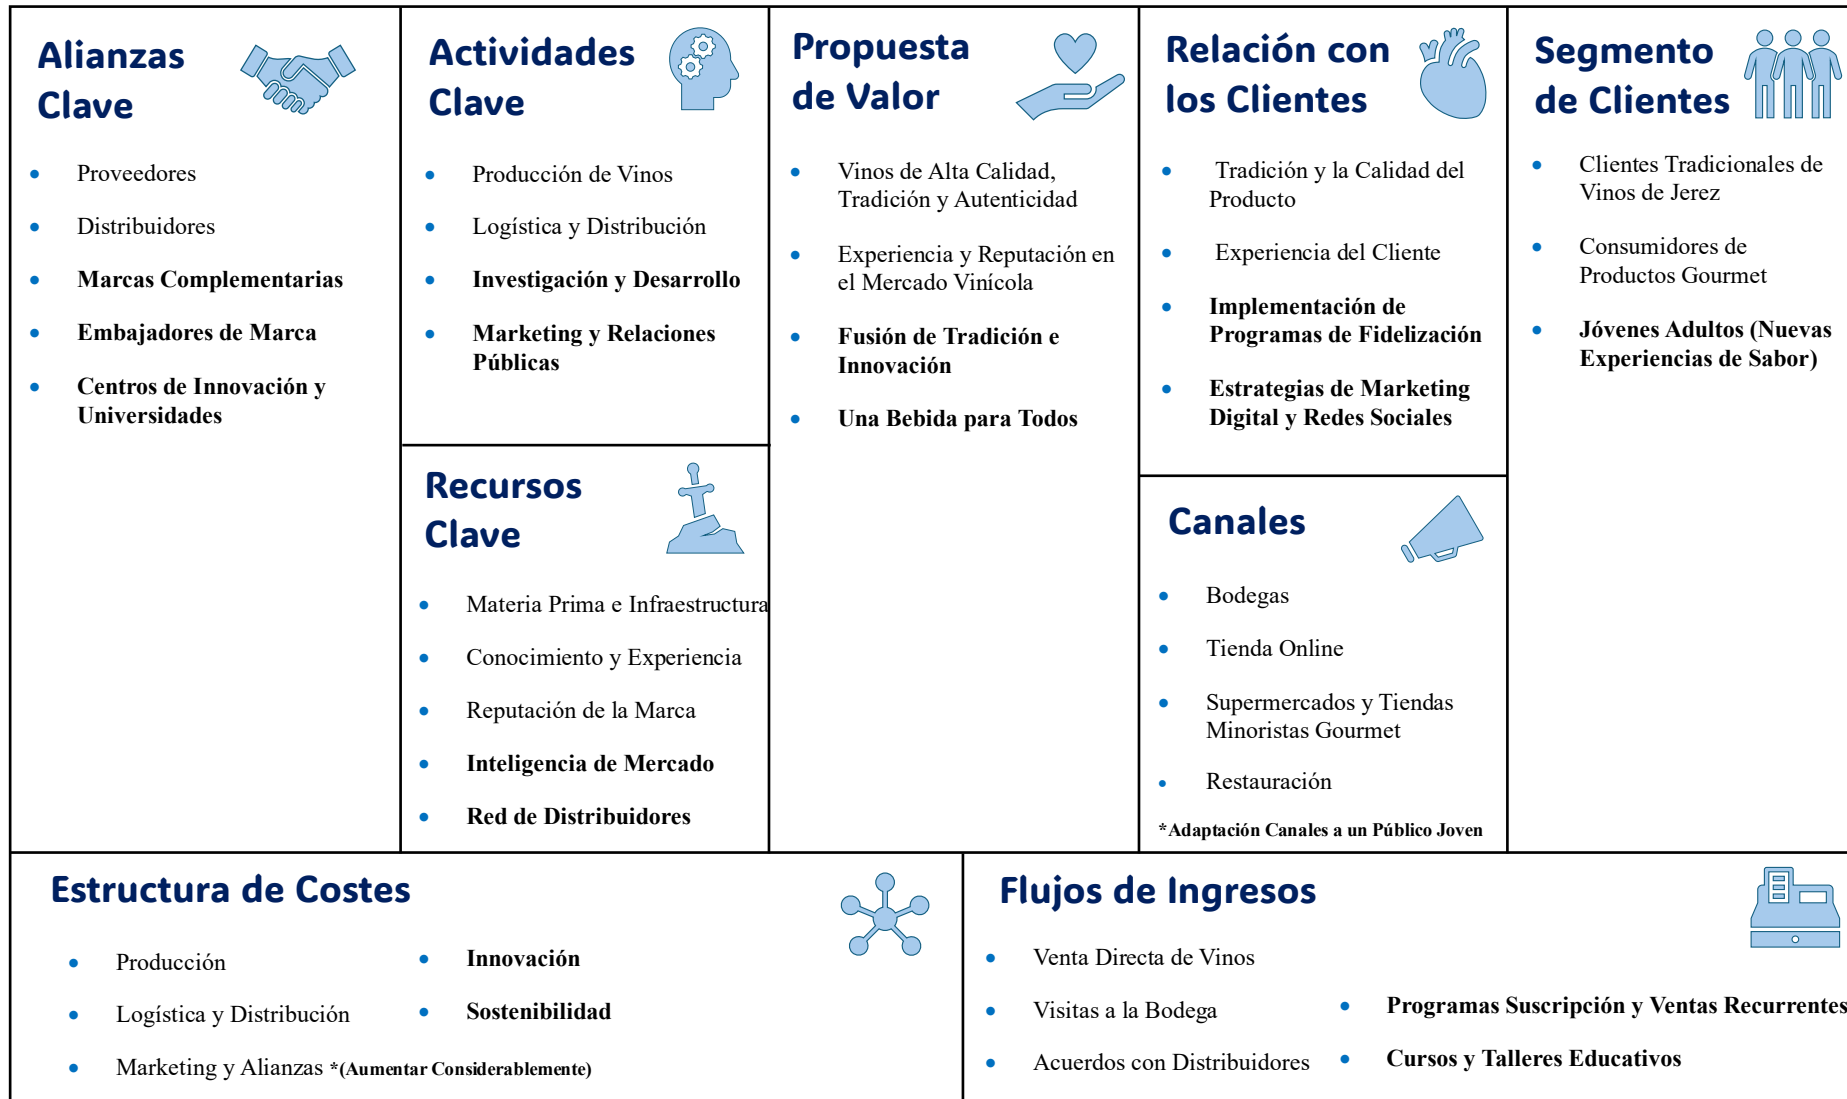 Alianzas
Clave
Proveedores
Distribuidores
Marcas Complementarias
Embajadores de Marca
Centros de Innovación y
Universidades
Actividades
Clave
Producción de Vinos
Logística y Distribución
Investigación y Desarrollo
Marketing y Relaciones
Públicas
Recursos
Clave
Materia Prima e Infraestructura
Conocimiento y Experiencia
Reputación de la Marca
Inteligencia de Mercado
Red de Distribuidores
Propuesta
de Valor
Vinos de Alta Calidad,
Tradición y Autenticidad
Experiencia y Reputación en
el Mercado Vinícola
Fusión de Tradición e
Innovación
Una Bebida para Todos
Relación con
los Clientes
Tradición y la Calidad del
Producto
Experiencia del Cliente
Implementación de
Programas de Fidelización
Estrategias de Marketing
Digital y Redes Sociales
Canales
Bodegas
Tienda Online
Supermercados y Tiendas
Minoristas Gourmet
Restauración
*Adaptación Canales a un Público Joven
Segmento
de Clientes
Clientes Tradicionales de
Vinos de Jerez
Consumidores de
Productos Gourmet
Jóvenes Adultos (Nuevas
Experiencias de Sabor)
Estructura de Costes
Producción
Logística y Distribución
Marketing y Alianzas *(Aumentar Considerablemente)
Innovación
Sostenibilidad
Flujos de Ingresos
Venta Directa de Vinos
Visitas a la Bodega
Acuerdos con Distribuidores
Programas Suscripción y Ventas Recurrentes
Cursos y Talleres Educativos